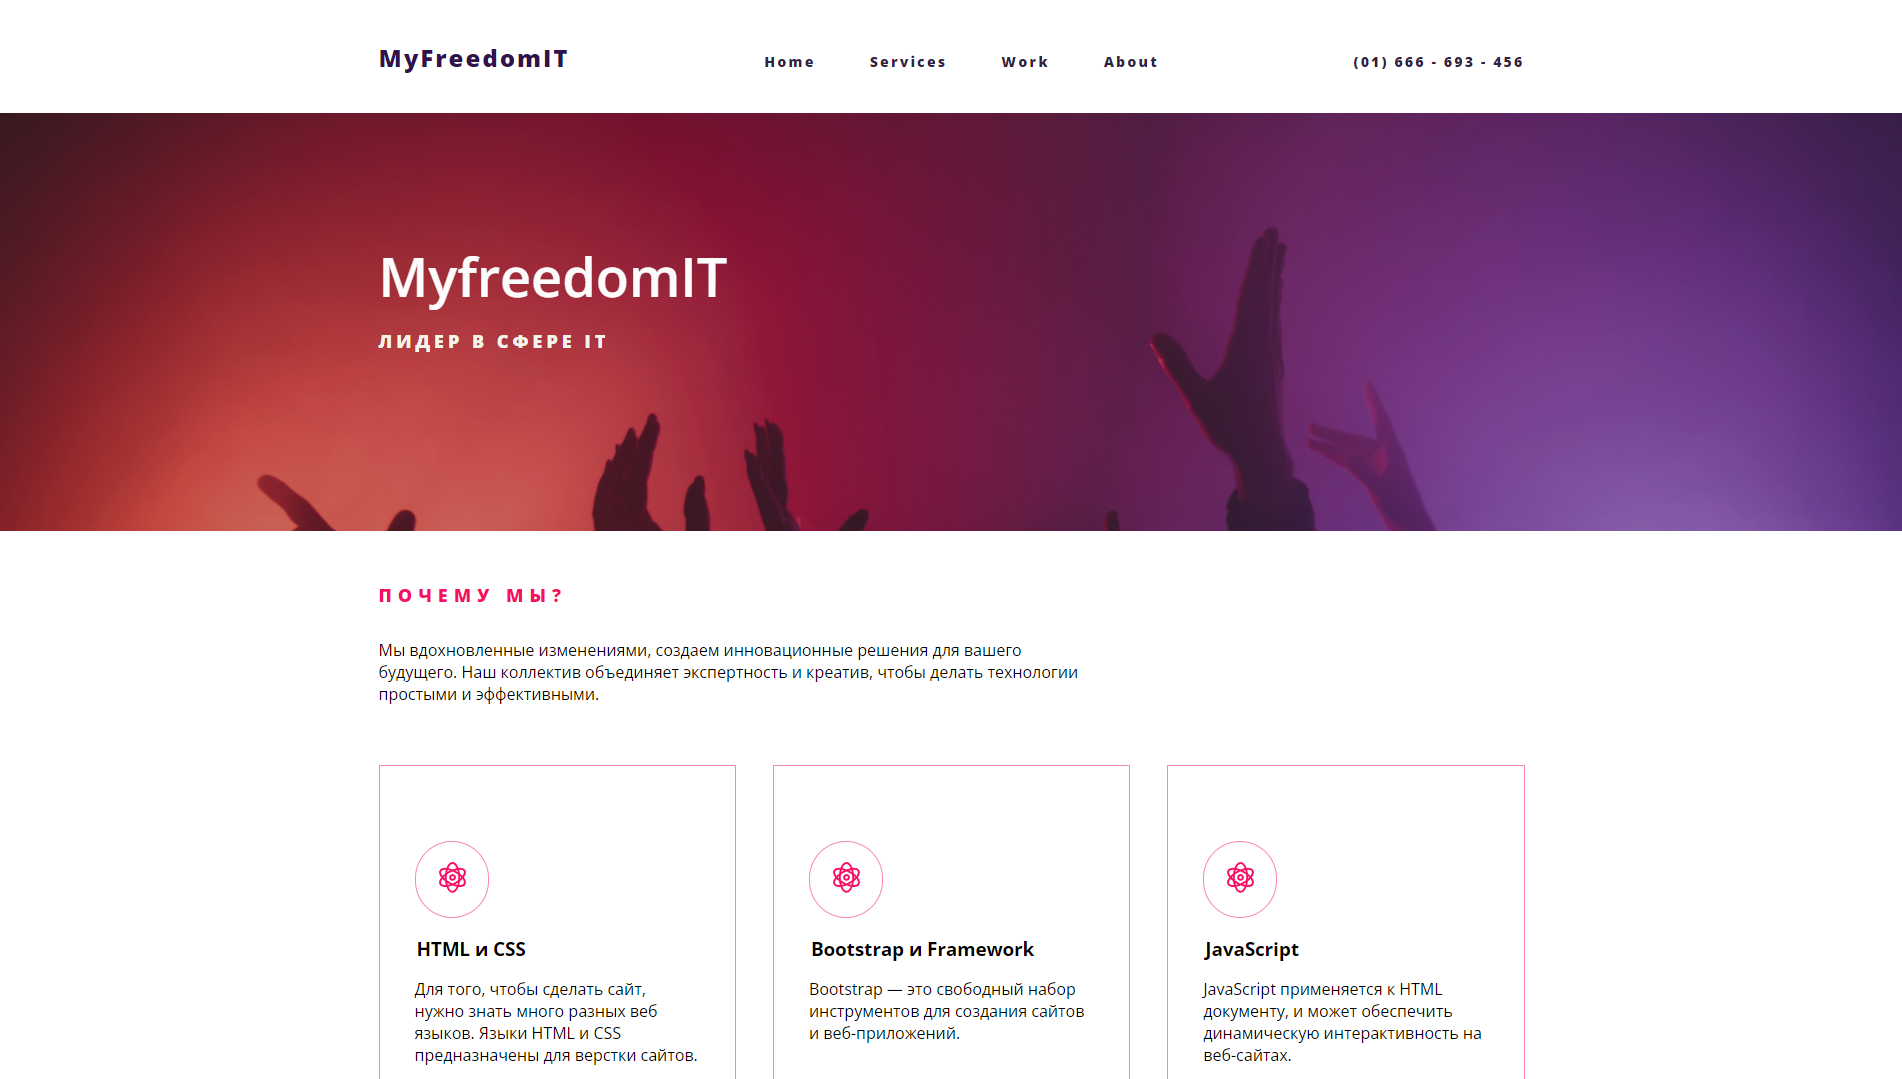 MyFreedomIT
Home Services Work About
(01) 666 - 693 - 456
MyfreedomIT
ЛИДЕР В СФЕРЕ IT
ПОЧЕМУ МЫ?
Мы вдохновленные изменениями, создаем инновационные решения для вашего
будущего. Наш коллектив объединяет экспертность и креатив, чтобы делать технологии
простыми и эффективными.
HTML и CSS
Для того, чтобы сделать сайт,
нужно знать много разных веб
языков. Языки HTML и CSS
предназначены для верстки сайтов.
Bootstrap и Framework
Bootstrap — это свободный набор
инструментов для создания сайтов
и веб-приложений.
JavaScript
JavaScript применяется к HTML
документу, и может обеспечить
динамическую интерактивность на
веб-сайтах.